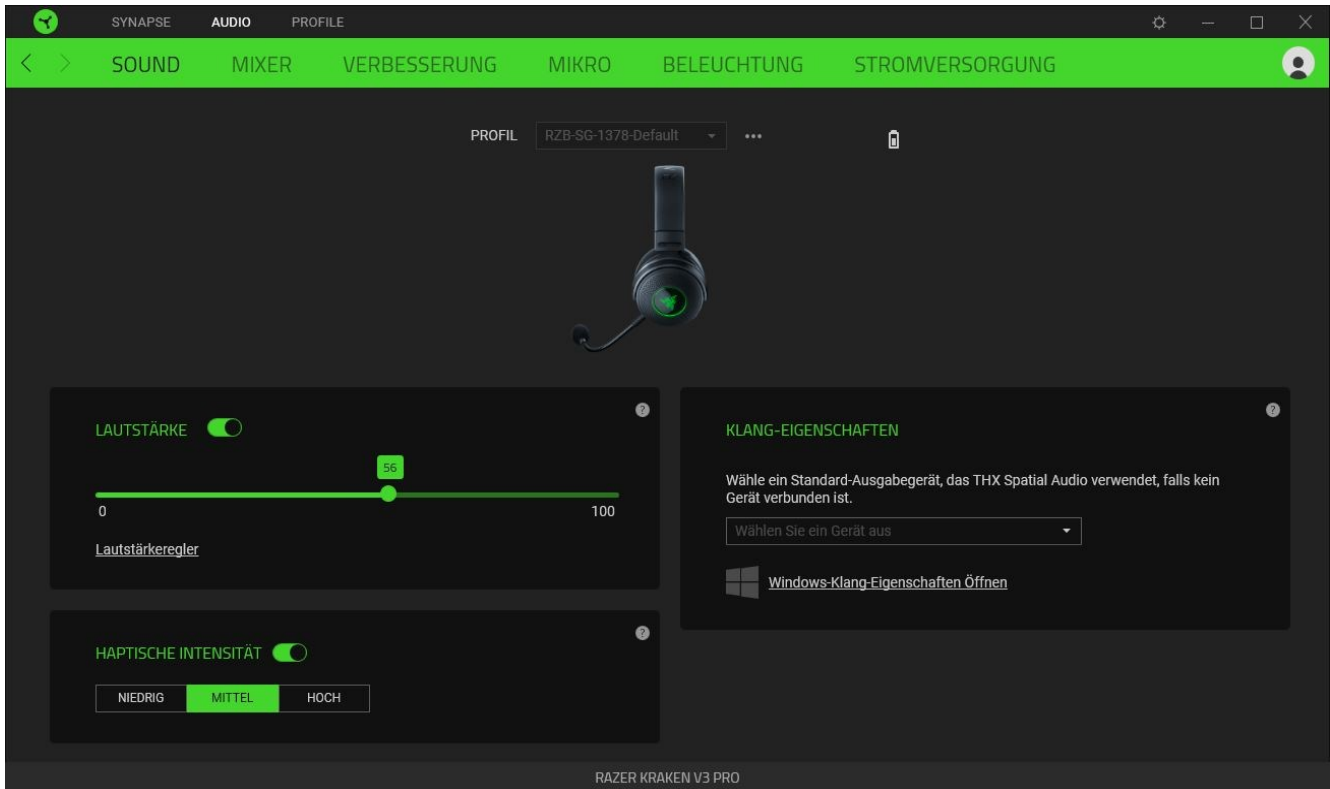 SYNAPSE AUDIO PROFILE
SOUND MIXER VERBESSERUNG MIKRO BELEUCHTUNG STROMVERSORGUNG
PROFIL RZB-SG-1378-Default
LAUTSTÄRKE
56
0 100
Lautstärkeregler
HAPTISCHE INTENSITÄT
NIEDRIG MITTEL HOCH
KLANG-EIGENSCHAFTEN
Wähle ein Standard-Ausgabegerät, das THX Spatial Audio verwendet, falls kein
Gerät verbunden ist.
Wählen Sie ein Gerät aus
Windows-Klang-Eigenschaften Öffnen
RAZER KRAKEN V3 PRO